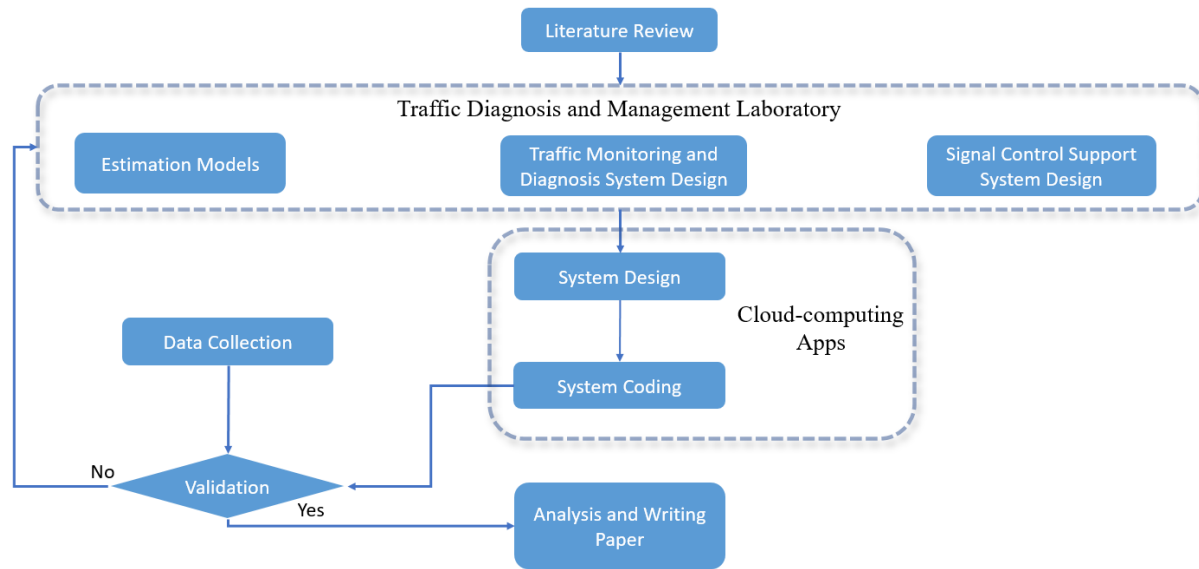 Literature Review
Traffic Diagnosis and Management Laboratory
Estimation Models
Traffic Monitoring and
Diagnosis System Design
Signal Control Support
System Design
System Design
Cloud-computing
Apps
Data Collection
System Coding
No
Validation
Yes
Analysis and Writing
Paper